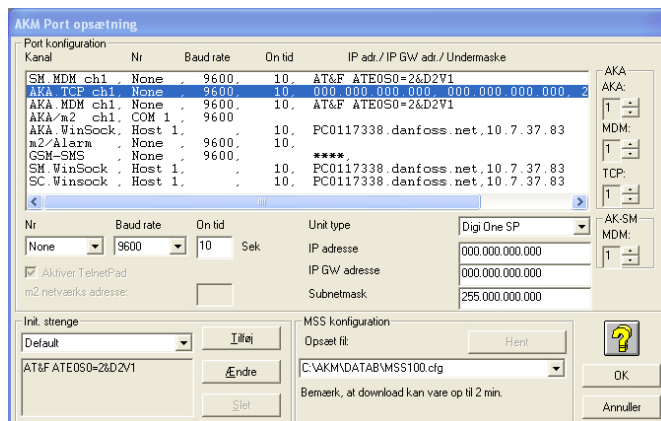 AKM Port opsætning
Port konfiguration
Kanal Nr Baud rate On tid IP adr./ IP GW adr./ Undermaske
SM.MDM ch1 , None , 9600, 10, AT&F ATE0S0=2&D2V1
AKA.TCP ch1, None , 9600, 10, 000.000.000.000, 000.000.000.000, 2
AKA.MDM ch1, None , 9600, 10, AT&F ATE0S0=2&D2V1
AKA/m2 ch1, COM 1 , 9600
AKA.WinSock, Host 1, , 10, PC0117338.danfoss.net,10.7.37.83
m2/Alarm , None , 9600, 10,
GSM-SMS , None , 9600, ****,
SM.WinSock , Host 1, , 10, PC0117338.danfoss.net,10.7.37.83
SC.Winsock , Host 1, , 10, PC0117338.danfoss.net,10.7.37.83
AKA
AKA:
1
MDM:
1
TCP:
1
AK-SM
MDM:
1
Nr Baud rate On tid
None 9600 10 Sek
Aktiver TelnetPad
m2 netværks adresse:
Unit type Digi One SP
IP adresse 000.000.000.000
IP GW adresse 000.000.000.000
Subnetmask 255.000.000.000
Init. strenge
Default
AT&F ATE0S0=2&D2V1
Tilføj
Ændre
Slet
MSS konfiguration
Opsæt fil: Hent
C:\AKM\DATAB\MSS100.cfg
Bemærk, at download kan vare op til 2 min.
?
OK
Annuller